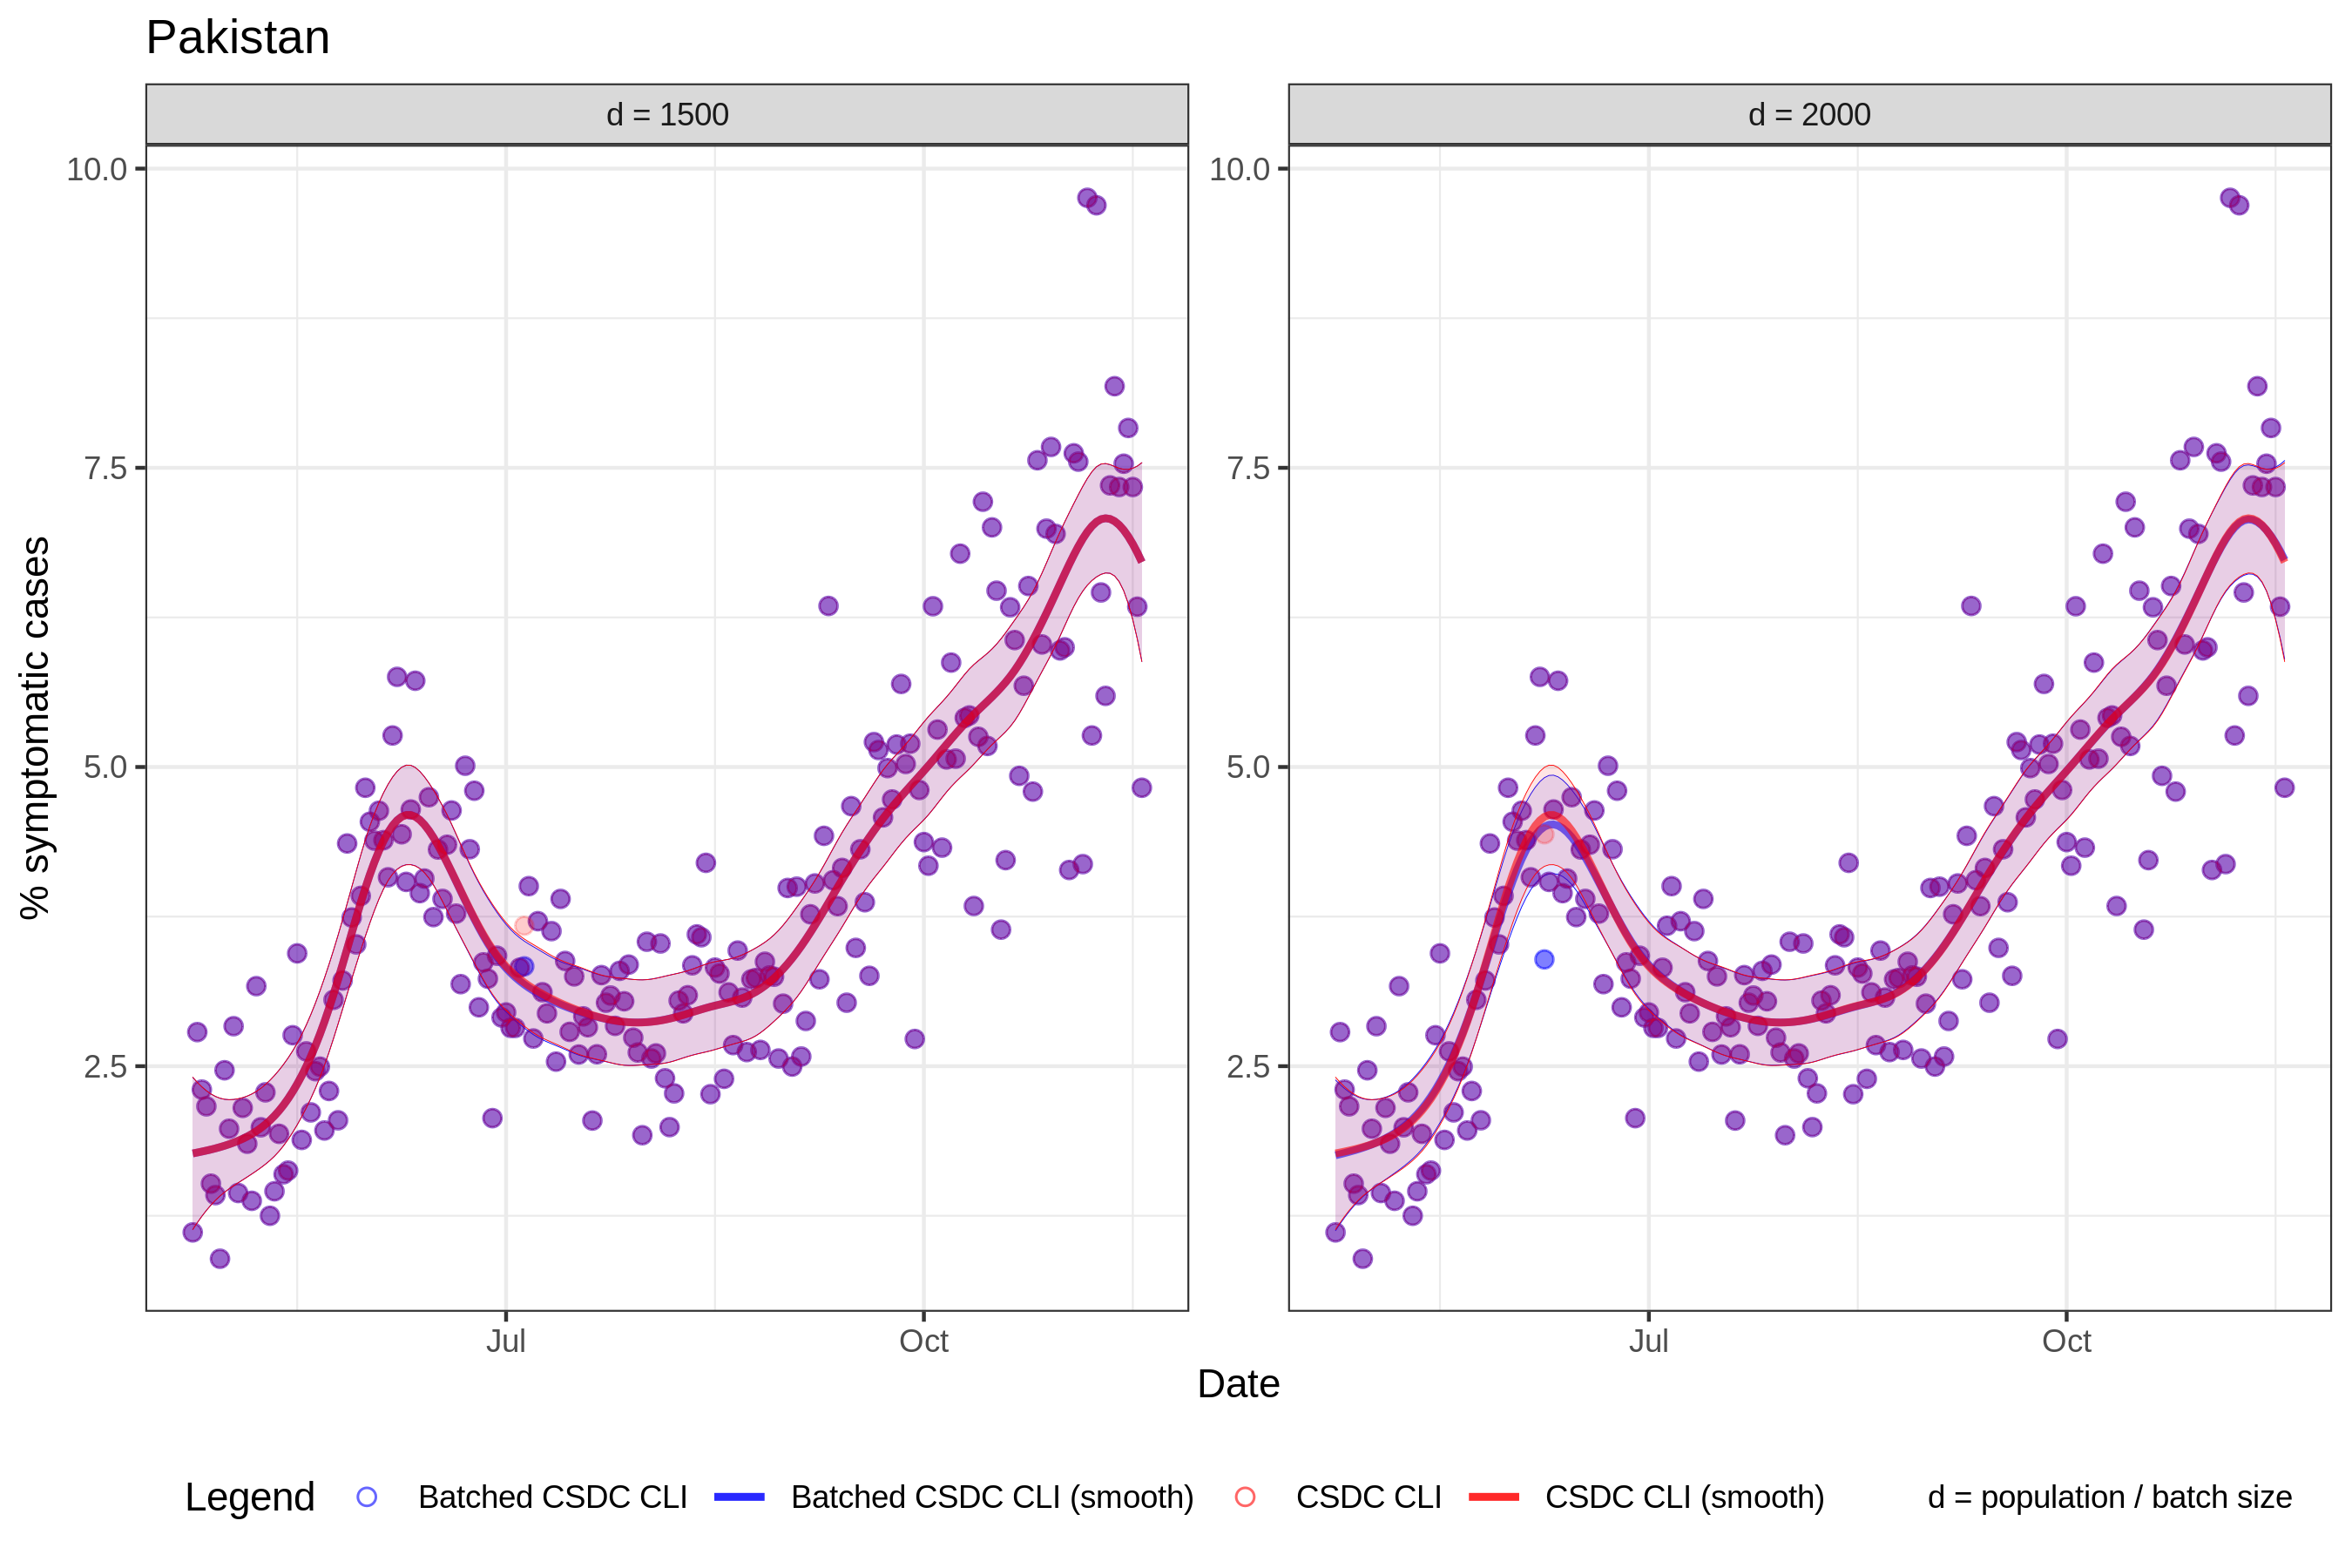 Pakistan
d = 1500
d = 2000
10.0
7.5
5.0
2.5
10.0
7.5
5.0
2.5
% symptomatic cases
Jul
Oct
Jul
Oct
Date
Legend
Batched CSDC CLI
Batched CSDC CLI (smooth)
CSDC CLI
CSDC CLI (smooth)
d = population / batch size